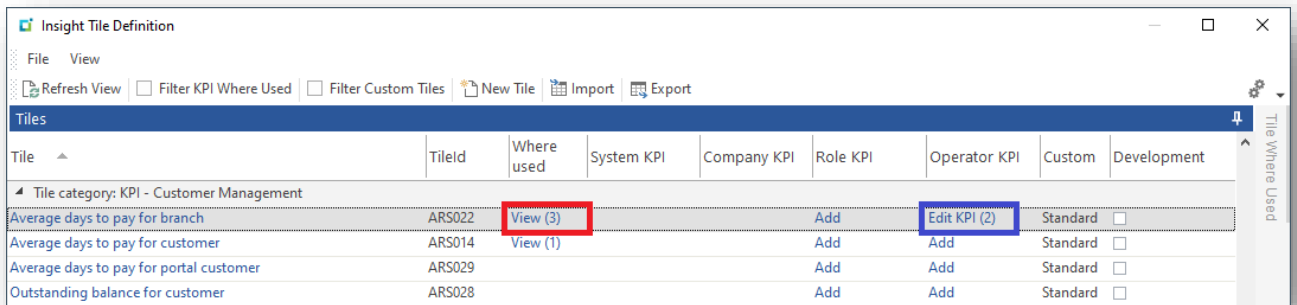 Insight Tile Definition
File View
Refresh View Filter KPI Where Used Filter Custom Tiles New Tile Import Export
Tiles
Tile TileId Where used System KPI Company KPI Role KPI Operator KPI Custom Development
Tile category: KPI - Customer Management
Average days to pay for branch ARS022 View (3) Add Edit KPI (2) Standard
Average days to pay for customer ARS014 View (1) Add Add Standard
Average days to pay for portal customer ARS029 Add Add Standard
Outstanding balance for customer ARS028 Add Add Standard
Tile Where Used